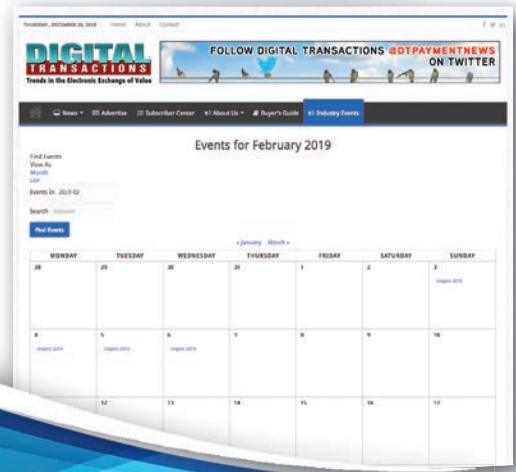 THURSDAY, DECEMBER 20, 2018 Home About Contact
DIGITAL
TRANSACTIONS
Trends in the Electronic Exchange of Value
FOLLOW DIGITAL TRANSACTIONS @DTPAYMENTNEWS
ON TWITTER
News Advertise Subscriber Center About Us Buyer's Guide Industry Events
Events for February 2019
Find Events
View As
Month
List
Events In 2019-02
Search Keyword
Find Events
« January March »
MONDAY TUESDAY WEDNESDAY THURSDAY FRIDAY SATURDAY SUNDAY
28 29 30 31 1 2 3
4 5 6 7 8 9 10
12 13 14 15 16 17